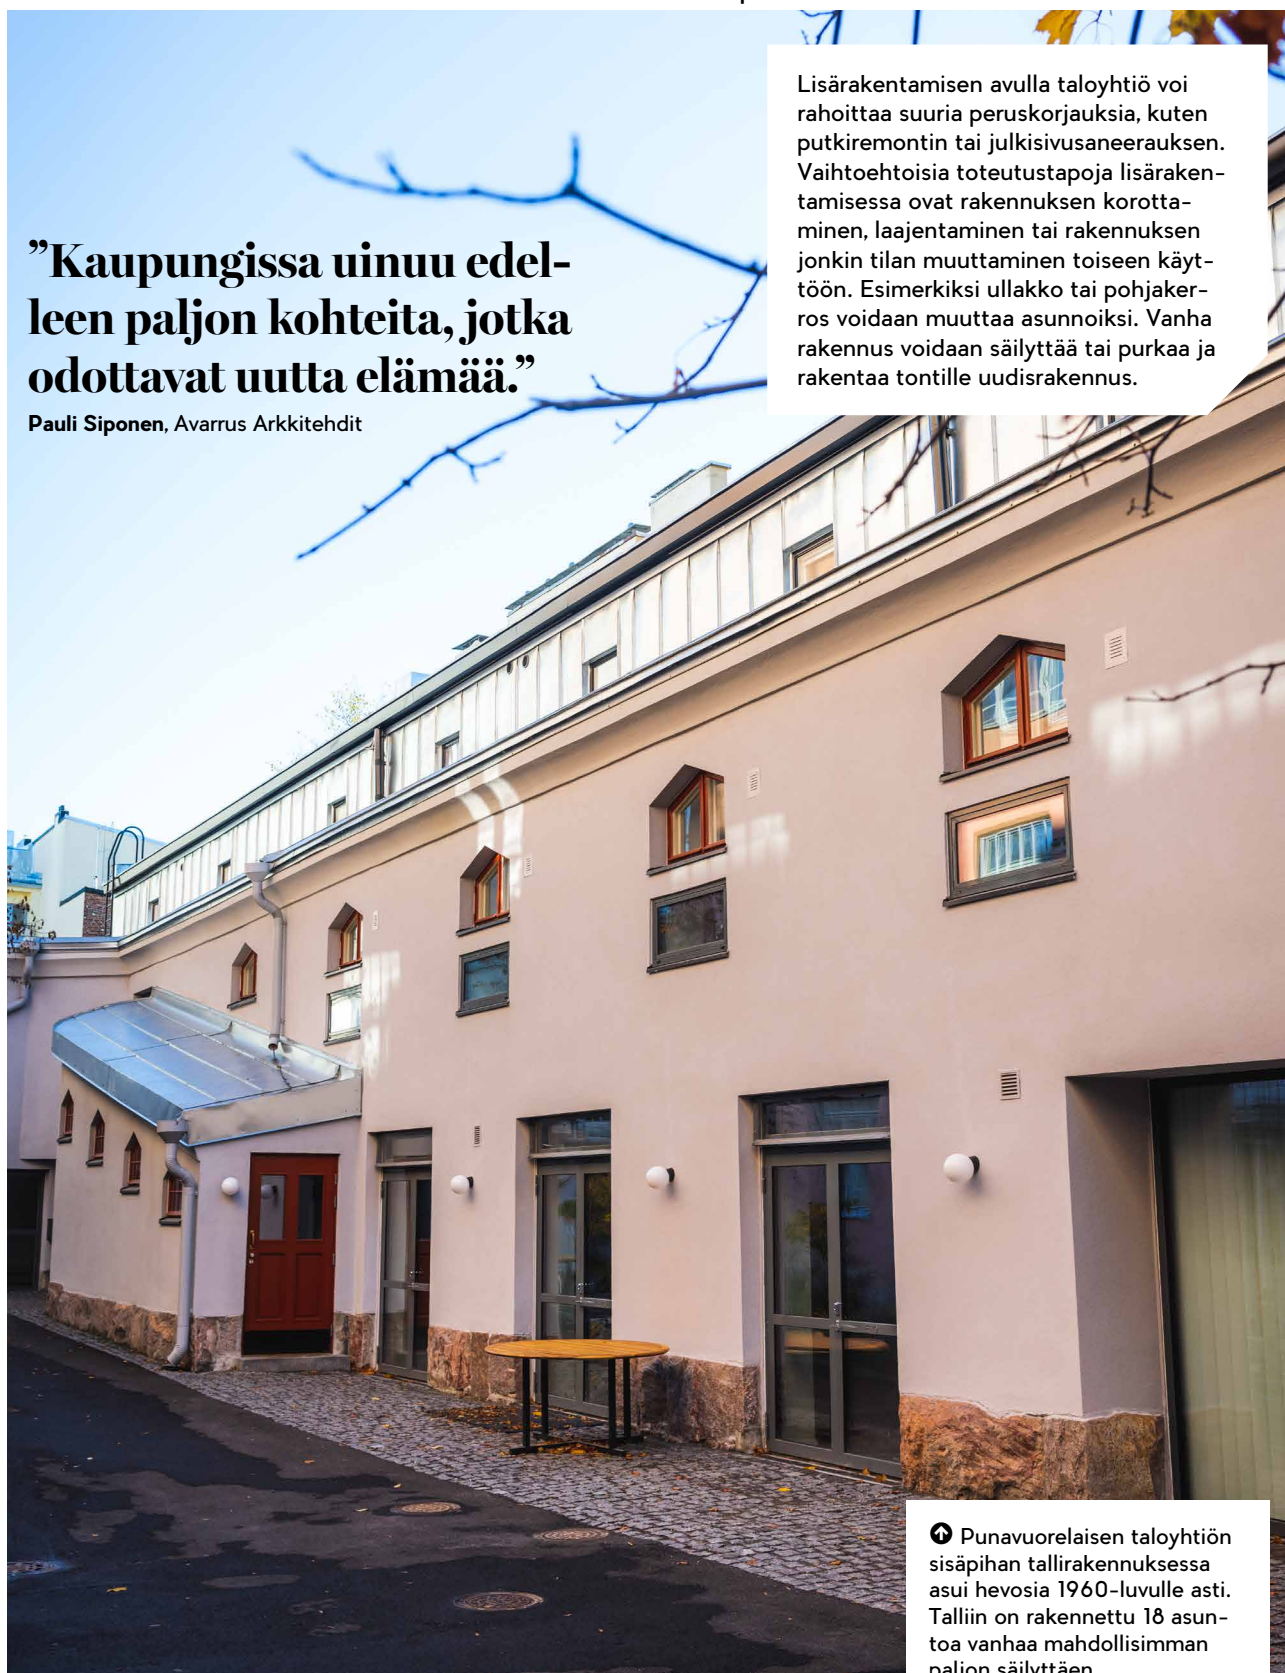 ”Kaupungissa uinuu edel-
leen paljon kohteita, jotka
odottavat uutta elämää.”
Pauli Siponen, Avarrus Arkkitehdit
Lisärakentamisen avulla taloyhtiö voi
rahoittaa suuria peruskorjauksia, kuten
putkiremontin tai julkisivusaneerauksen.
Vaihtoehtoisia toteutustapoja lisäraken-
tamisessa ovat rakennuksen korotta-
minen, laajentaminen tai rakennuksen
jonkin tilan muuttaminen toiseen käyt-
töön. Esimerkiksi ullakko tai pohjaker-
ros voidaan muuttaa asunnoiksi. Vanha
rakennus voidaan säilyttää tai purkaa ja
rakentaa tontille uudisrakennus.
Punavuorelaisen taloyhtiön
sisäpihan tallirakennuksessa
asui hevosia 1960-luvulle asti.
Talliin on rakennettu 18 asun-
toa vanhaa mahdollisimman
paljon säilyttäen